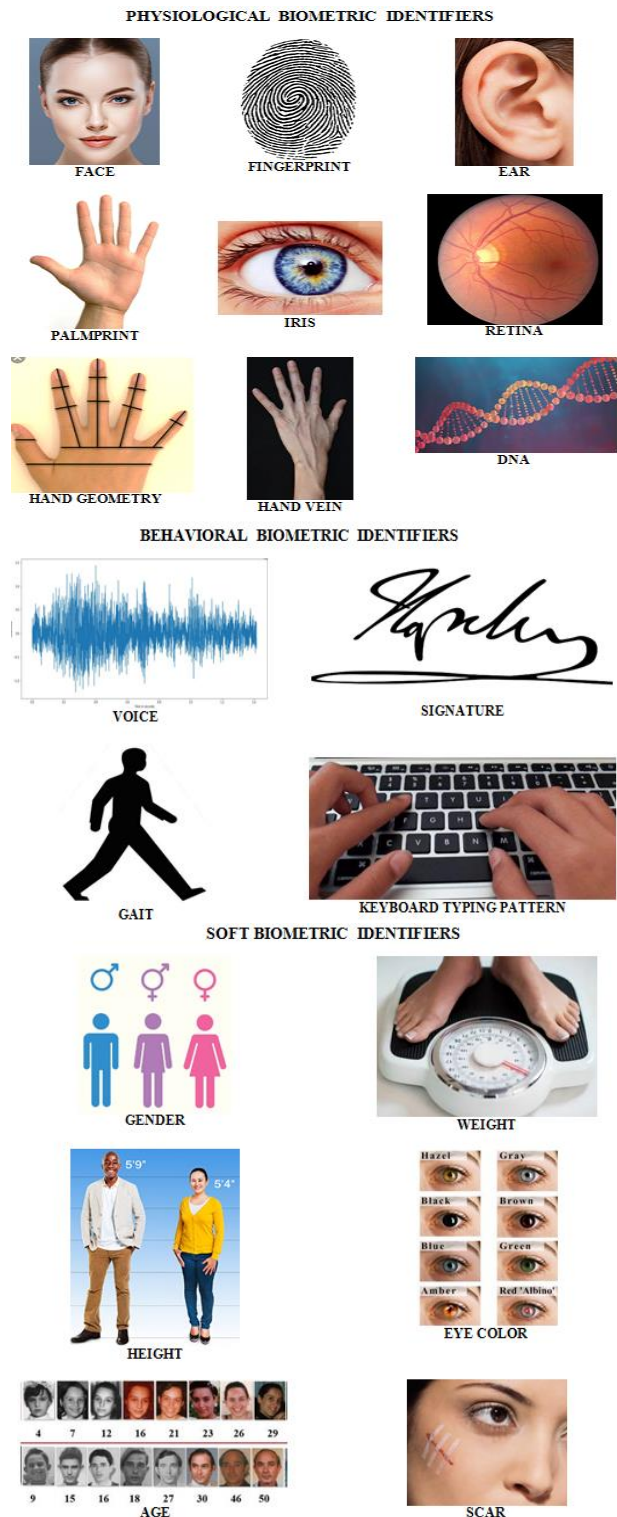 PHYSIOLOGICAL BIOMETRIC IDENTIFIERS
FACE
FINGERPRINT
EAR
PALMPRINT
IRIS
RETINA
HAND GEOMETRY
HAND VEIN
DNA
BEHAVIORAL BIOMETRIC IDENTIFIERS
VOICE
SIGNATURE
T Y U
G H
C V B N M
GAIT
KEYBOARD TYPING PATTERN
SOFT BIOMETRIC IDENTIFIERS
GENDER
WEIGHT
5'9"
5'4"
HEIGHT
Hazel Gray
Black Brown
Blue Green
Amber Red 'Albino'
EYE COLOR
4 7 12 16 21 23 26 29
9 15 16 18 27 30 46 50
AGE
SCAR